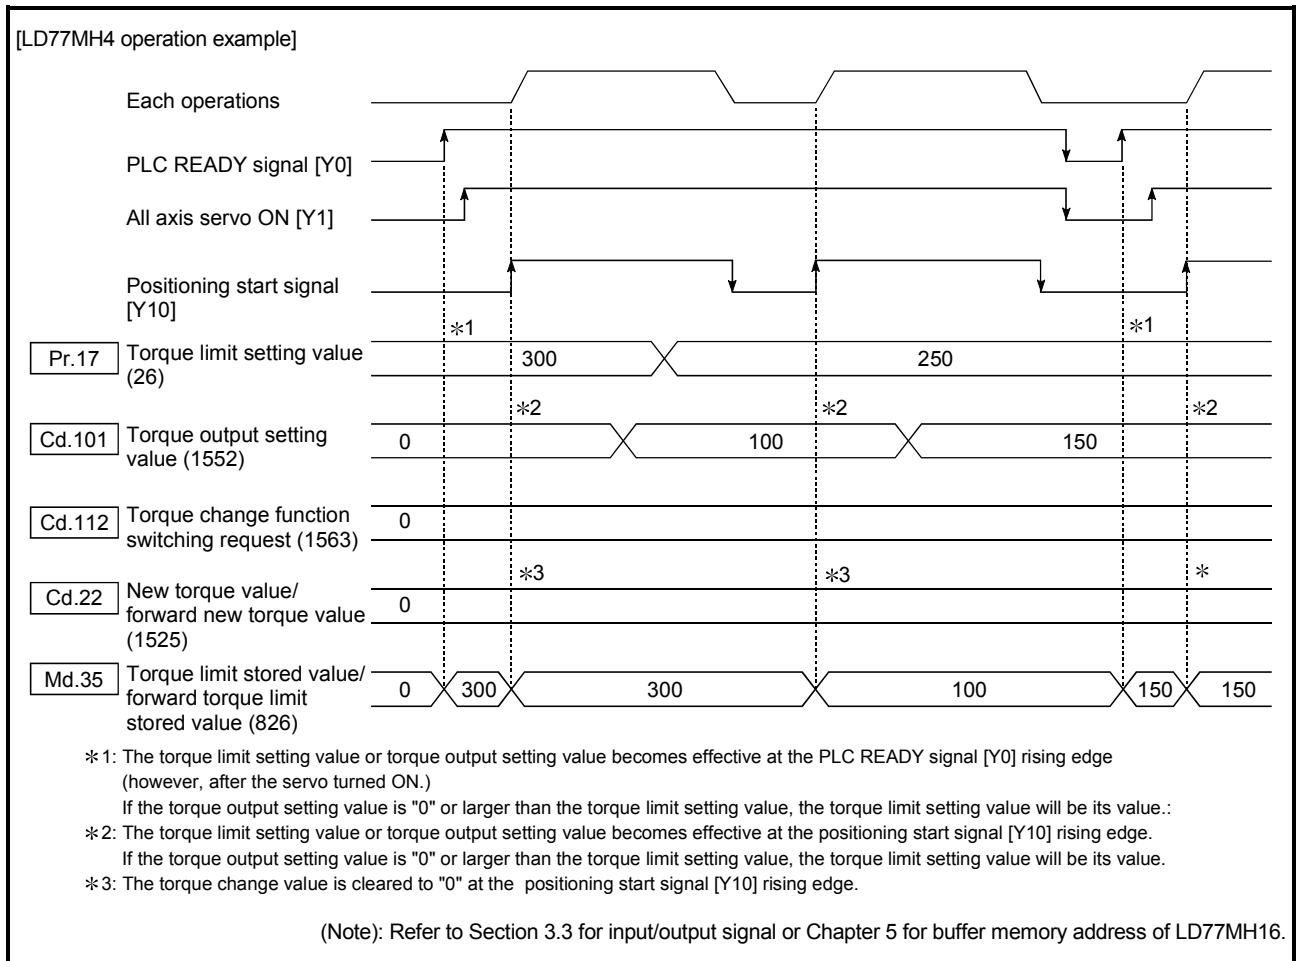 [LD77MH4 operation example]
Each operations
PLC READY signal [Y0]
All axis servo ON [Y1]
Positioning start signal
[Y10]
∗1 ∗1
Pr.17 Torque limit setting value 300 250
(26)
∗2 ∗2 ∗2
Cd.101 Torque output setting 0 100 150
value (1552)
Cd.112 Torque change function 0
switching request (1563)
∗3 ∗3 ∗
Cd.22 New torque value/ 0
forward new torque value
(1525)
Md.35 Torque limit stored value/ 0 300 300 100 150 150
forward torque limit
stored value (826)
∗1: The torque limit setting value or torque output setting value becomes effective at the PLC READY signal [Y0] rising edge
(however, after the servo turned ON.)
If the torque output setting value is "0" or larger than the torque limit setting value, the torque limit setting value will be its value.:
∗2: The torque limit setting value or torque output setting value becomes effective at the positioning start signal [Y10] rising edge.
If the torque output setting value is "0" or larger than the torque limit setting value, the torque limit setting value will be its value.
∗3: The torque change value is cleared to "0" at the positioning start signal [Y10] rising edge.
(Note): Refer to Section 3.3 for input/output signal or Chapter 5 for buffer memory address of LD77MH16.